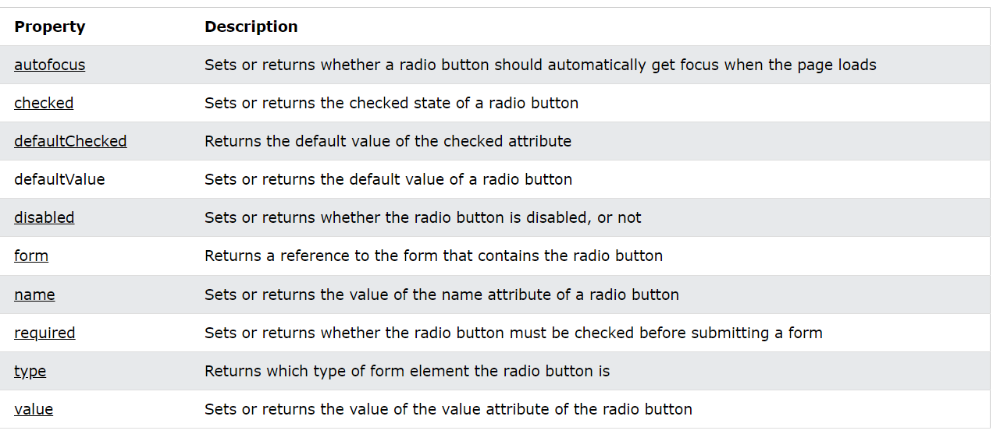 Property Description
autofocus Sets or returns whether a radio button should automatically get focus when the page loads
checked Sets or returns the checked state of a radio button
defaultChecked Returns the default value of the checked attribute
defaultValue Sets or returns the default value of a radio button
disabled Sets or returns whether the radio button is disabled, or not
form Returns a reference to the form that contains the radio button
name Sets or returns the value of the name attribute of a radio button
required Sets or returns whether the radio button must be checked before submitting a form
type Returns which type of form element the radio button is
value Sets or returns the value of the value attribute of the radio button